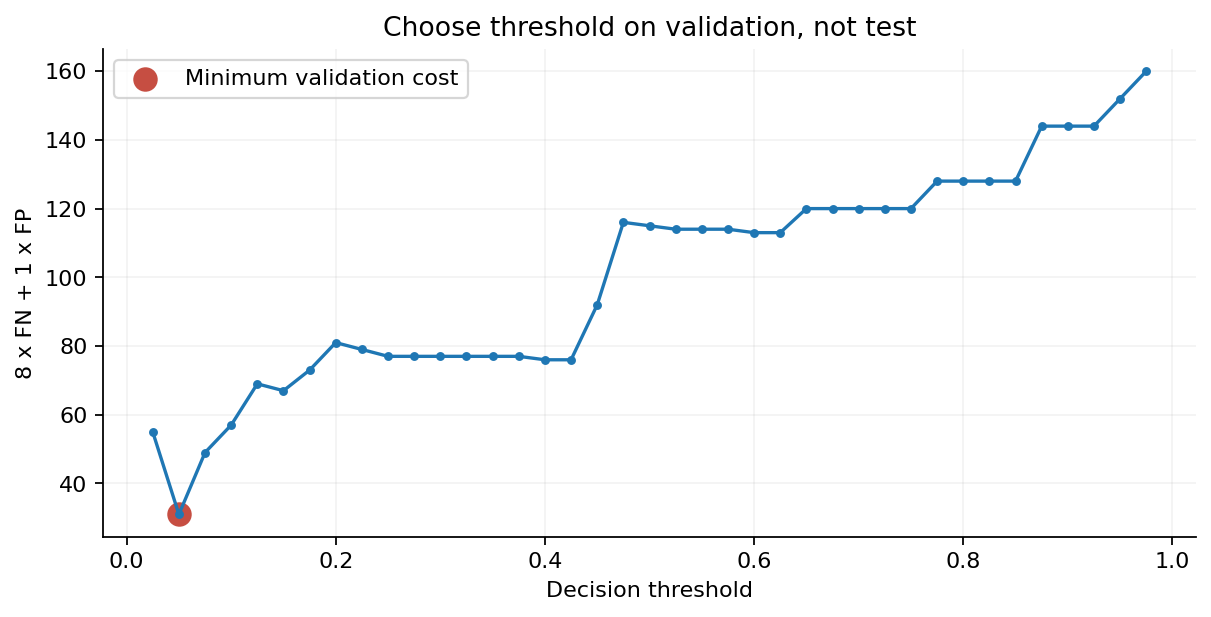 Choose threshold on validation, not test
Minimum validation cost
8 x FN + 1 x FP
160
140
120
100
80
60
40
0.0 0.2 0.4 0.6 0.8 1.0
Decision threshold